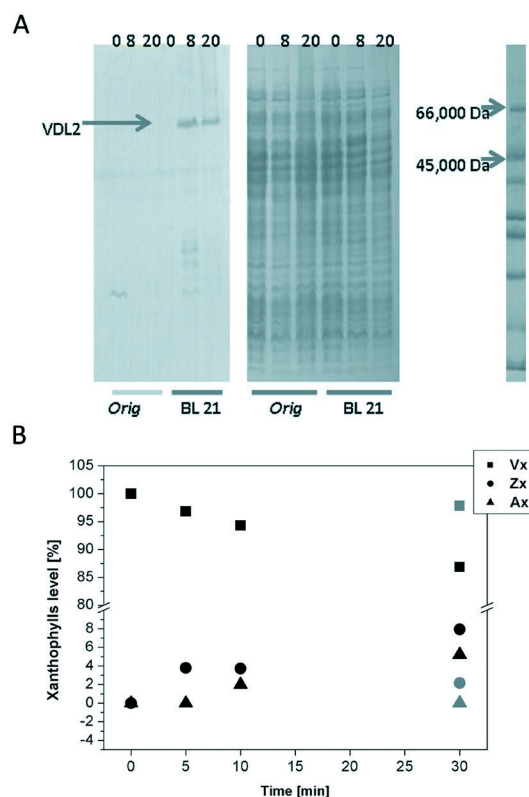 A
0 8 20 0 8 20 0 8 20 0 8 20
VDL2
66,000 Da
45,000 Da
Orig BL 21 Orig BL 21
B
Vx
Zx
Ax
105
100
95
90
85
80
8
6
4
2
0
-2
-4
Xanthophylls level [%]
0 5 10 15 20 25 30
Time [min]